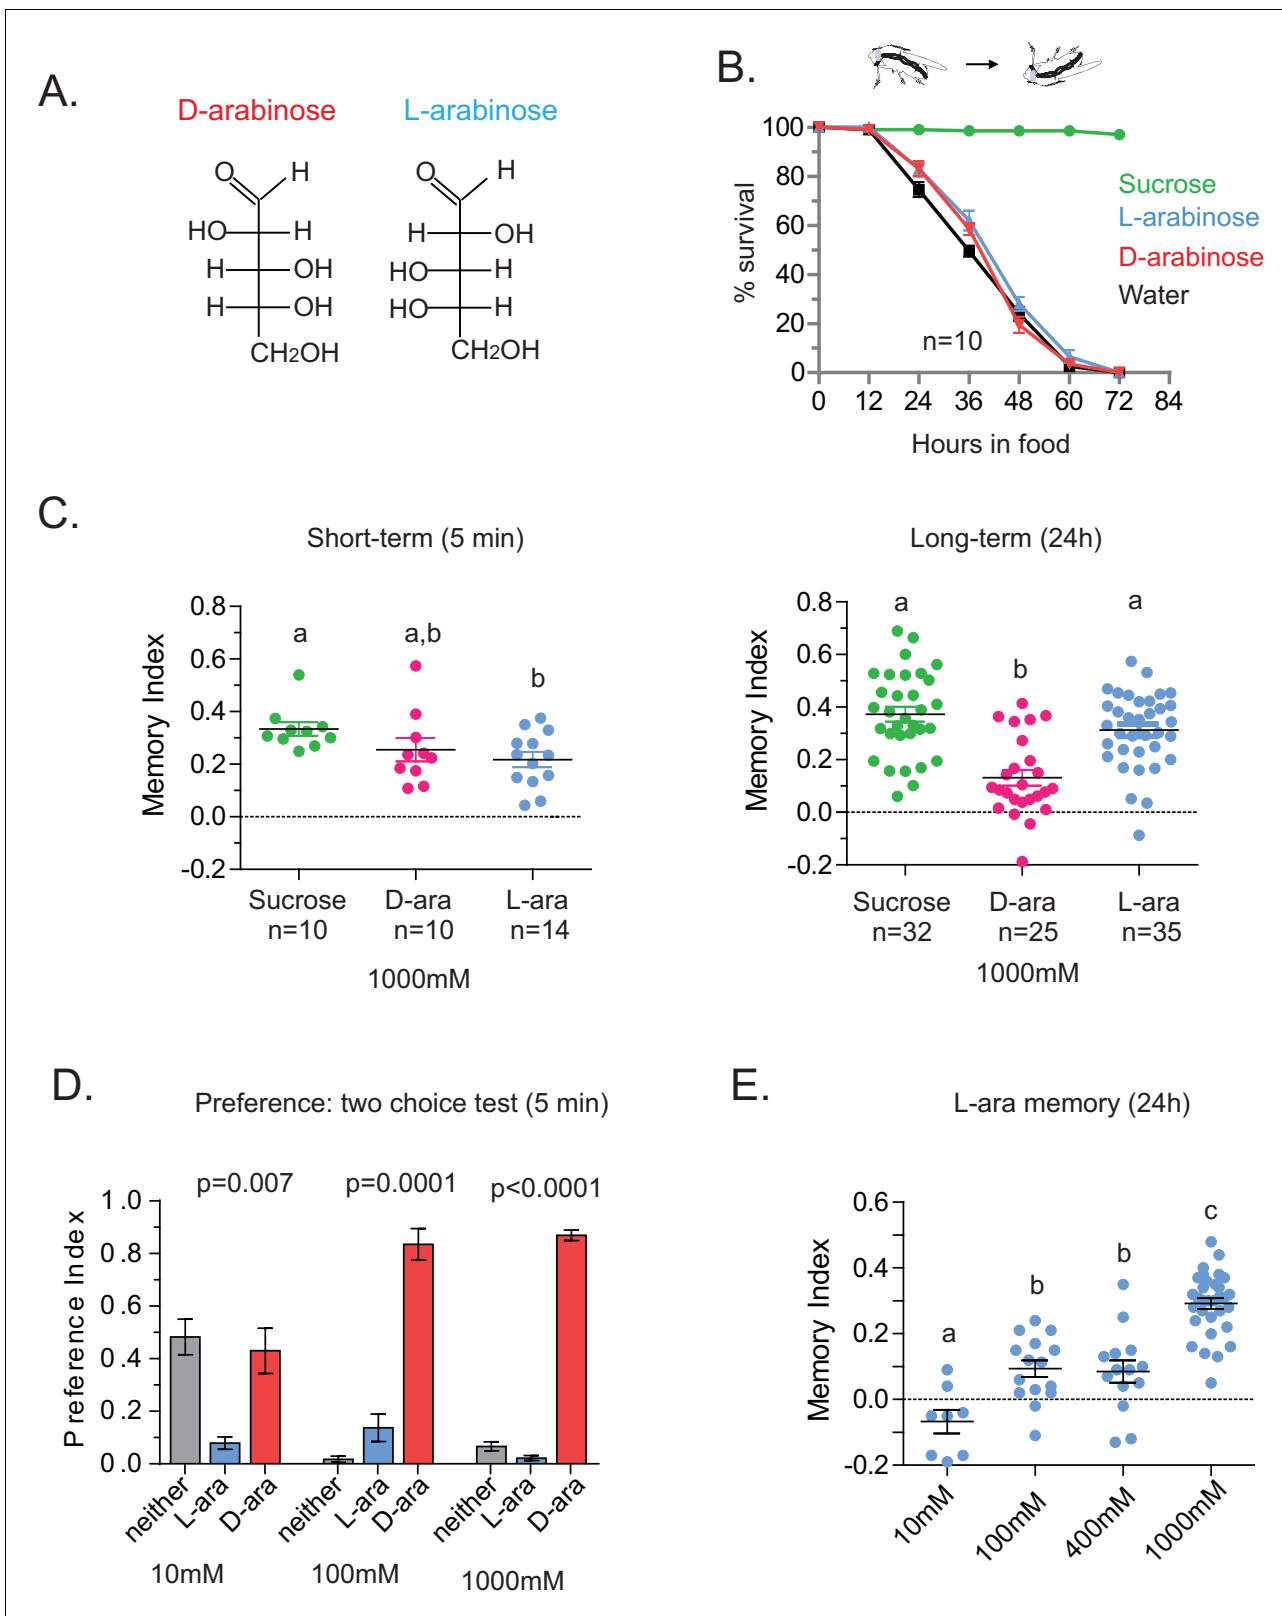 A.
D-arabinose
L-arabinose
O H
HO H
H OH
H OH
CH2OH
O H
H OH
HO H
HO H
CH2OH
B.
100
80
60
40
20
0
% survival
0 12 24 36 48 60 72 84
Hours in food
n=10
Sucrose
L-arabinose
D-arabinose
Water
C.
Short-term (5 min)
0.8
0.6
0.4
0.2
0.0
-0.2
Memory Index
a a,b b
Sucrose D-ara L-ara
n=10 n=10 n=14
1000mM
Long-term (24h)
0.8
0.6
0.4
0.2
0.0
-0.2
Memory Index
a b a
Sucrose D-ara L-ara
n=32 n=25 n=35
1000mM
D.
Preference: two choice test (5 min)
p=0.007 p=0.0001 p<0.0001
1.0
0.8
0.6
0.4
0.2
0.0
Preference Index
neither L-ara D-ara neither L-ara D-ara neither L-ara D-ara
10mM 100mM 1000mM
E.
L-ara memory (24h)
0.6
0.4
0.2
0.0
-0.2
Memory Index
a b b c
10mM 100mM 400mM 1000mM